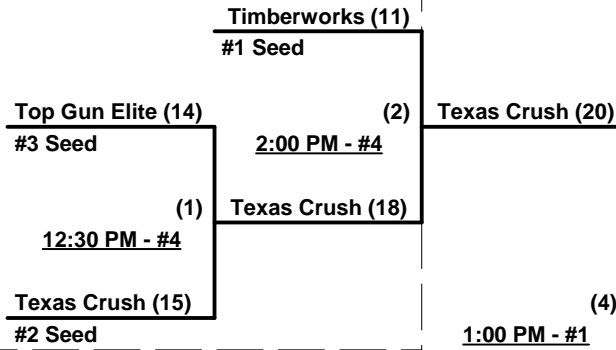 Timberworks (11)
#1 Seed
Top Gun Elite (14)
(2)
Texas Crush (20)
#3 Seed
2:00 PM - #4
(1)
Texas Crush (18)
12:30 PM - #4
Texas Crush (15)
(4)
#2 Seed
1:00 PM - #1